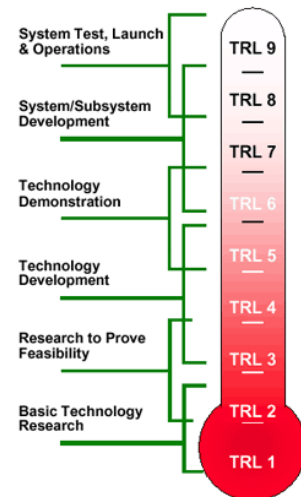 System Test, Launch
& Operations
System/Subsystem
Development
Technology
Demonstration
Technology
Development
Research to Prove
Feasibility
Basic Technology
Research
TRL 9
TRL 8
TRL 7
TRL 6
TRL 5
TRL 4
TRL 3
TRL 2
TRL 1